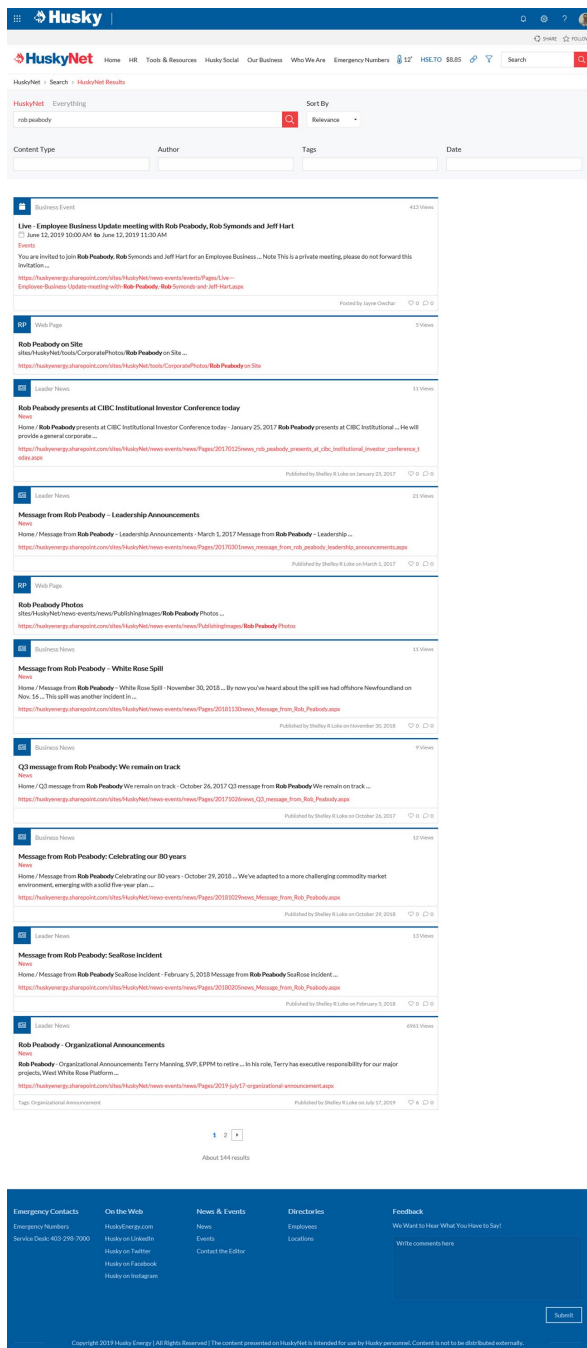 Husky
?
SHARE FOLLOW
HuskyNet Home HR Tools & Resources Husky Social Our Business Who We Are Emergency Numbers 12° HSE.TO $8.85 Search
HuskyNet > Search > HuskyNet Results
HuskyNet Everything Sort By
rob peabody Relevance
Content Type Author Tags Date
Business Event 413 Views
Live - Employee Business Update meeting with Rob Peabody, Rob Symonds and Jeff Hart
June 12, 2019 10:00 AM to June 12, 2019 11:30 AM
Events
You are invited to join Rob Peabody, Rob Symonds and Jeff Hart for an Employee Business ... Note This is a private meeting, please do not forward this
invitation ...
https://huskyenergy.sharepoint.com/sites/HuskyNet/news-events/events/Pages/Live---
Employee-Business-Update-meeting-with-Rob-Peabody,-Rob-Symonds-and-Jeff-Hart.aspx
Posted by Jayne Owchar 0 0
RP Web Page 5 Views
Rob Peabody on Site
sites/HuskyNet/tools/CorporatePhotos/Rob Peabody on Site ...
https://huskyenergy.sharepoint.com/sites/HuskyNet/tools/CorporatePhotos/Rob Peabody on Site
Leader News 11 Views
Rob Peabody presents at CIBC Institutional Investor Conference today
News
Home / Rob Peabody presents at CIBC Institutional Investor Conference today - January 25, 2017 Rob Peabody presents at CIBC Institutional ... He will
provide a general corporate ...
https://huskyenergy.sharepoint.com/sites/HuskyNet/news-events/news/Pages/20170125news_rob_peabody_presents_at_cibc_institutional_investor_conference_t
oday.aspx
Published by Shelley R Loke on January 25, 2017 0 0
Leader News 21 Views
Message from Rob Peabody – Leadership Announcements
News
Home / Message from Rob Peabody – Leadership Announcements - March 1, 2017 Message from Rob Peabody – Leadership ...
https://huskyenergy.sharepoint.com/sites/HuskyNet/news-events/news/Pages/20170301news_message_from_rob_peabody_leadership_announcements.aspx
Published by Shelley R Loke on March 1, 2017 0 0
RP Web Page
Rob Peabody Photos
sites/HuskyNet/news-events/news/PublishingImages/Rob Peabody Photos ...
https://huskyenergy.sharepoint.com/sites/HuskyNet/news-events/news/PublishingImages/Rob Peabody Photos
Business News 11 Views
Message from Rob Peabody – White Rose Spill
News
Home / Message from Rob Peabody – White Rose Spill - November 30, 2018 ... By now you've heard about the spill we had offshore Newfoundland on
Nov. 16 ... This spill was another incident in ...
https://huskyenergy.sharepoint.com/sites/HuskyNet/news-events/news/Pages/20181130news_Message_from_Rob_Peabody.aspx
Published by Shelley R Loke on November 30, 2018 0 0
Business News 9 Views
Q3 message from Rob Peabody: We remain on track
News
Home / Q3 message from Rob Peabody We remain on track - October 26, 2017 Q3 message from Rob Peabody We remain on track ...
https://huskyenergy.sharepoint.com/sites/HuskyNet/news-events/news/Pages/20171026news_Q3_message_from_Rob_Peabody.aspx
Published by Shelley R Loke on October 26, 2017 0 0
Business News 12 Views
Message from Rob Peabody: Celebrating our 80 years
News
Home / Message from Rob Peabody Celebrating our 80 years - October 29, 2018 ... We've adapted to a more challenging commodity market
environment, emerging with a solid five-year plan ...
https://huskyenergy.sharepoint.com/sites/HuskyNet/news-events/news/Pages/20181029news_Message_from_Rob_Peabody.aspx
Published by Shelley R Loke on October 29, 2018 0 0
Leader News 13 Views
Message from Rob Peabody: SeaRose incident
News
Home / Message from Rob Peabody SeaRose incident - February 5, 2018 Message from Rob Peabody SeaRose incident ...
https://huskyenergy.sharepoint.com/sites/HuskyNet/news-events/news/Pages/20180205news_Message_from_Rob_Peabody.aspx
Published by Shelley R Loke on February 5, 2018 0 0
Leader News 6961 Views
Rob Peabody - Organizational Announcements
News
Rob Peabody - Organizational Announcements Terry Manning, SVP, EPPM to retire ... In his role, Terry has executive responsibility for our major
projects, West White Rose Platform ...
https://huskyenergy.sharepoint.com/sites/HuskyNet/news-events/news/Pages/2019-july17-organizational-announcement.aspx
Tags: Organizational Announcement Published by Shelley R Loke on July 17, 2019 6 0
1 2
About 144 results
Emergency Contacts On the Web News & Events Directories Feedback
Emergency Numbers HuskyEnergy.com News Employees We Want to Hear What You Have to Say!
Service Desk: 403-298-7000 Husky on LinkedIn Events Locations Write comments here
Husky on Twitter Contact the Editor
Husky on Facebook
Husky on Instagram
Submit
Copyright 2019 Husky Energy | All Rights Reserved | The content presented on HuskyNet is intended for use by Husky personnel. Content is not to be distributed externally.